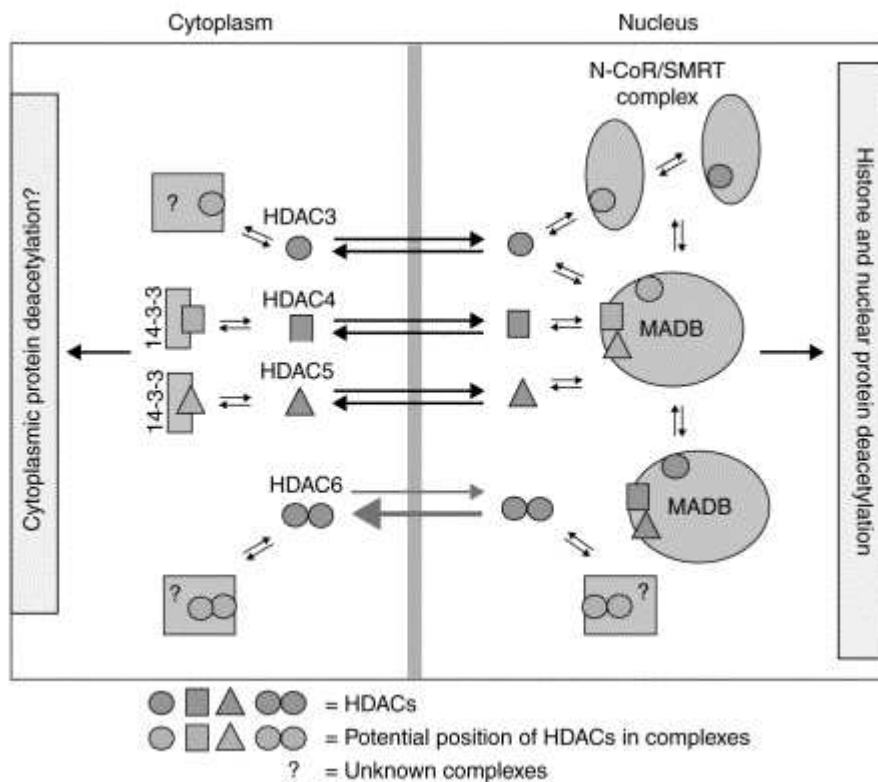 Cytoplasm
Nucleus
N-CoR/SMRT
complex
Cytoplasmic protein deacetylation?
Histone and nuclear protein deacetylation
?
HDAC3
14-3-3
HDAC4
MADB
14-3-3
HDAC5
HDAC6
MADB
?
?
= HDACs
= Potential position of HDACs in complexes
? = Unknown complexes